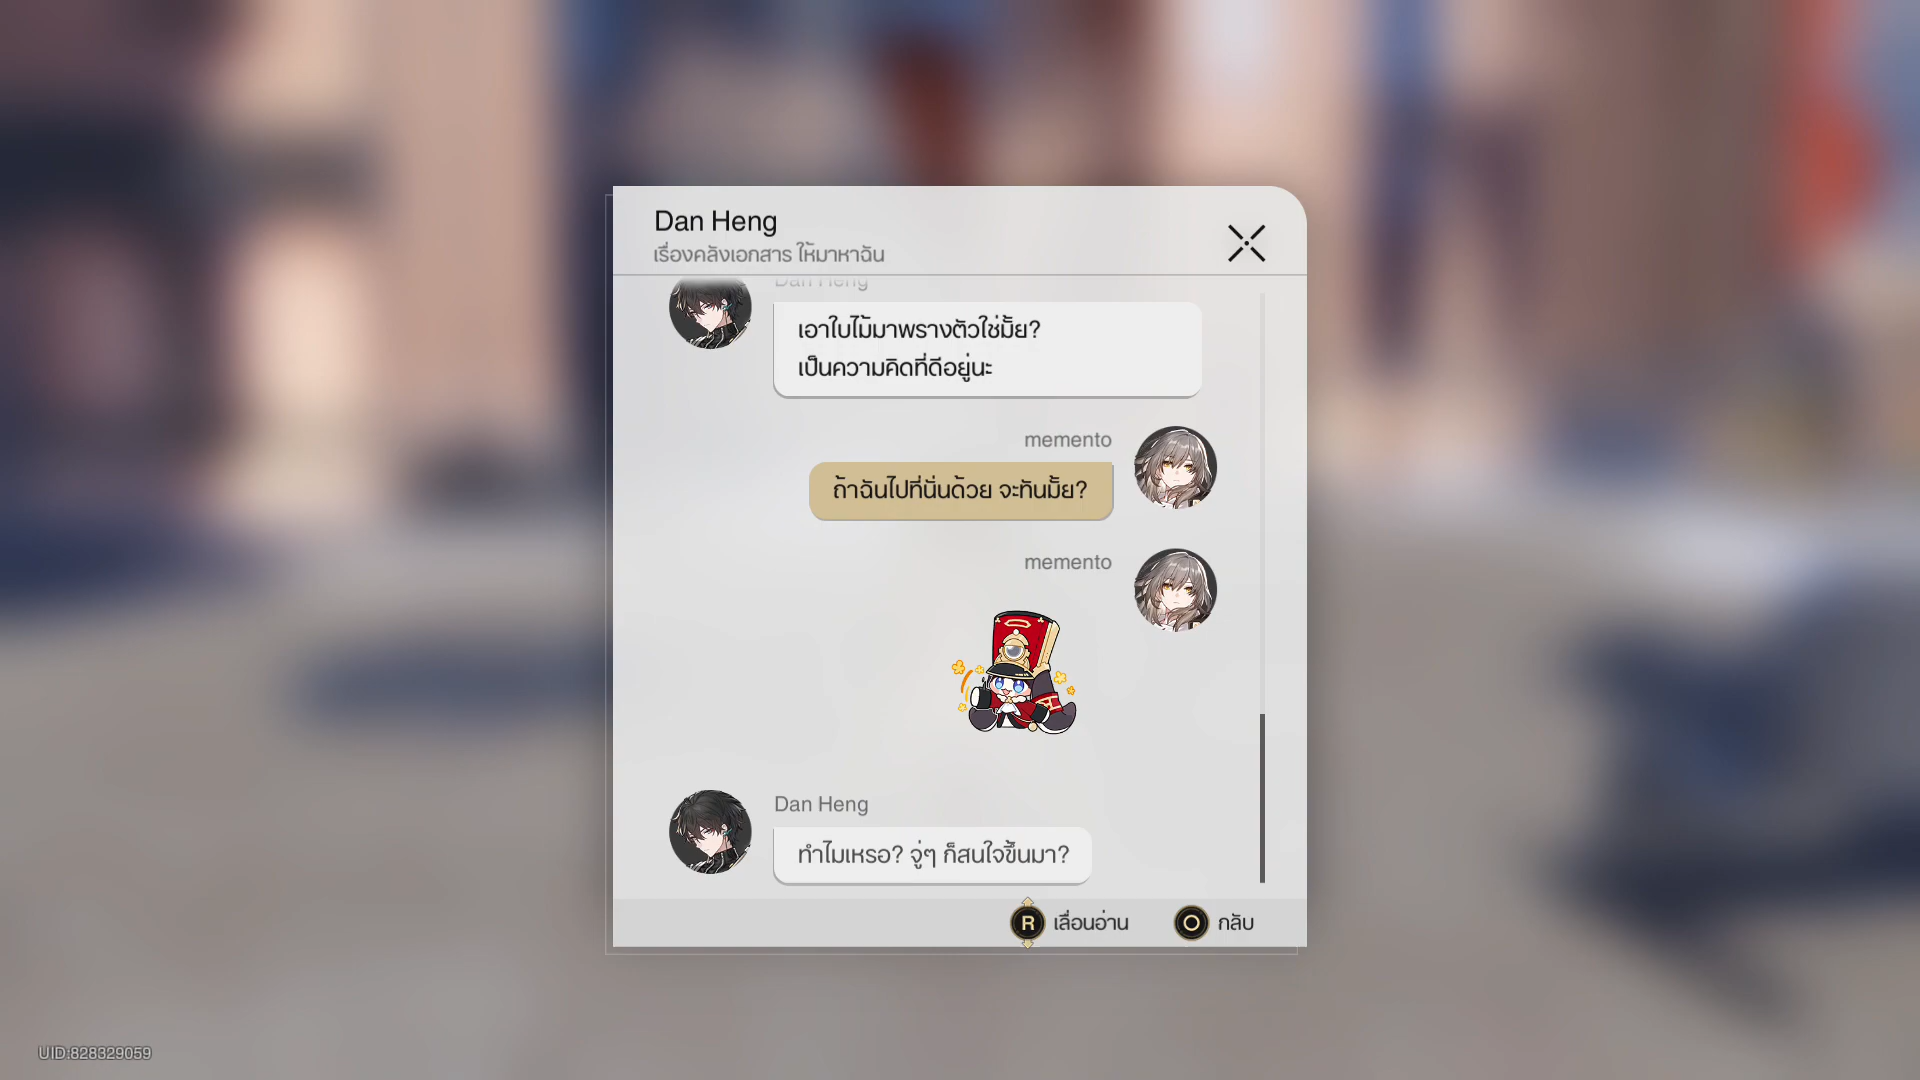 Dan Heng
เรื่องคลังเอกสาร ให้มาหาฉัน
Dan Heng
เอาใบไม้มาพรางตัวใช่มั้ย?
เป็นความคิดที่ดีอยู่นะ
memento
ถ้าฉันไปที่นั่นด้วย จะทันมั้ย?
memento
Dan Heng
ทำไมเหรอ? จู่ๆ ก็สนใจขึ้นมา?
R เลื่อนอ่าน
กลับ
UID:828329059